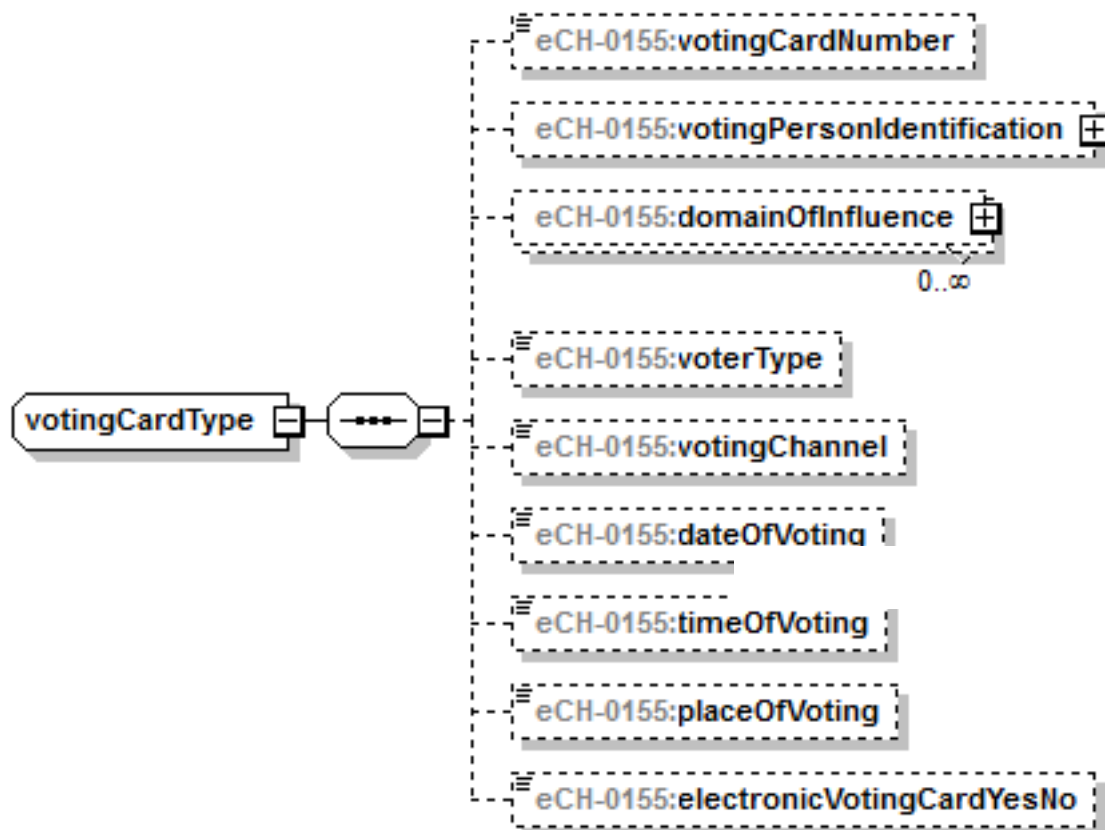 eCH-0155:votingCardNumber
eCH-0155:votingPersonIdentification
eCH-0155:domainOfInfluence
0..∞
eCH-0155:voterType
votingCardType
eCH-0155:votingChannel
eCH-0155:dateOfVoting
eCH-0155:timeOfVoting
eCH-0155:placeOfVoting
eCH-0155:electronicVotingCardYesNo